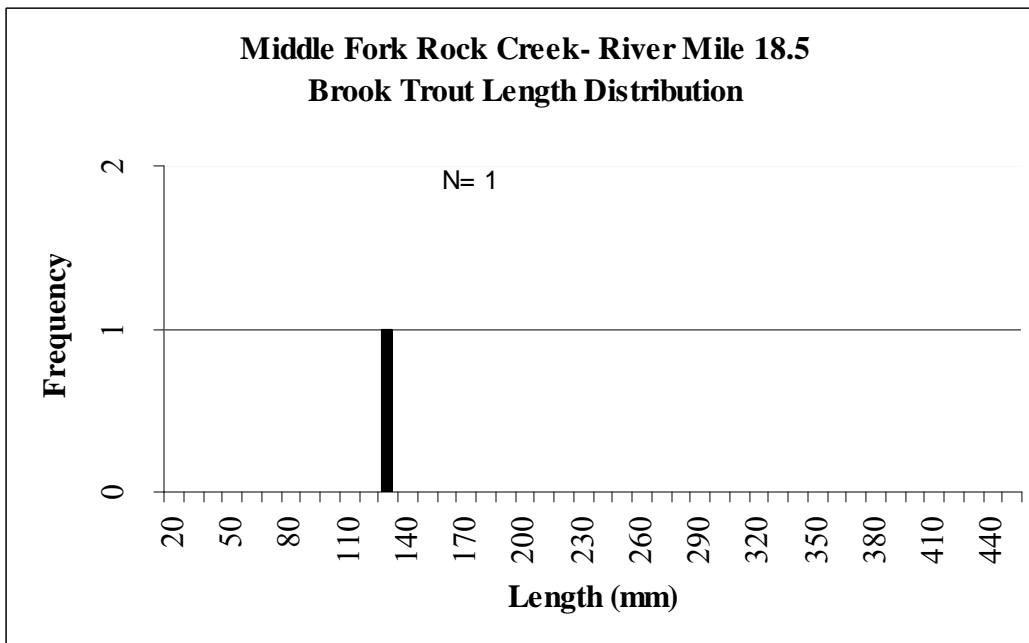 Middle Fork Rock Creek- River Mile 18.5
Brook Trout Length Distribution
N= 1
Frequency
2
1
0
20 50 80 110 140 170 200 230 260 290 320 350 380 410 440
Length (mm)